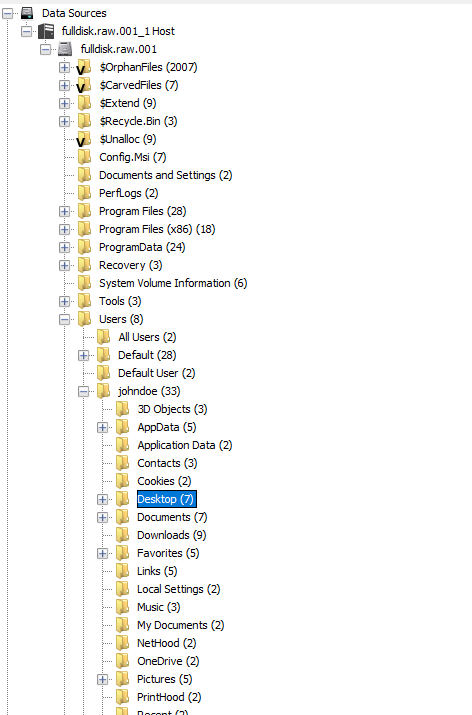 Data Sources
fulldisk.raw.001_1 Host
fulldisk.raw.001
$OrphanFiles (2007)
$CarvedFiles (7)
$Extend (9)
$Recycle.Bin (3)
$Unalloc (9)
Config.Msi (7)
Documents and Settings (2)
PerfLogs (2)
Program Files (28)
Program Files (x86) (18)
ProgramData (24)
Recovery (3)
System Volume Information (6)
Tools (3)
Users (8)
All Users (2)
Default (28)
Default User (2)
johndoe (33)
3D Objects (3)
AppData (5)
Application Data (2)
Contacts (3)
Cookies (2)
Desktop (7)
Documents (7)
Downloads (9)
Favorites (5)
Links (5)
Local Settings (2)
Music (3)
My Documents (2)
NetHood (2)
OneDrive (2)
Pictures (5)
PrintHood (2)
Recent (2)